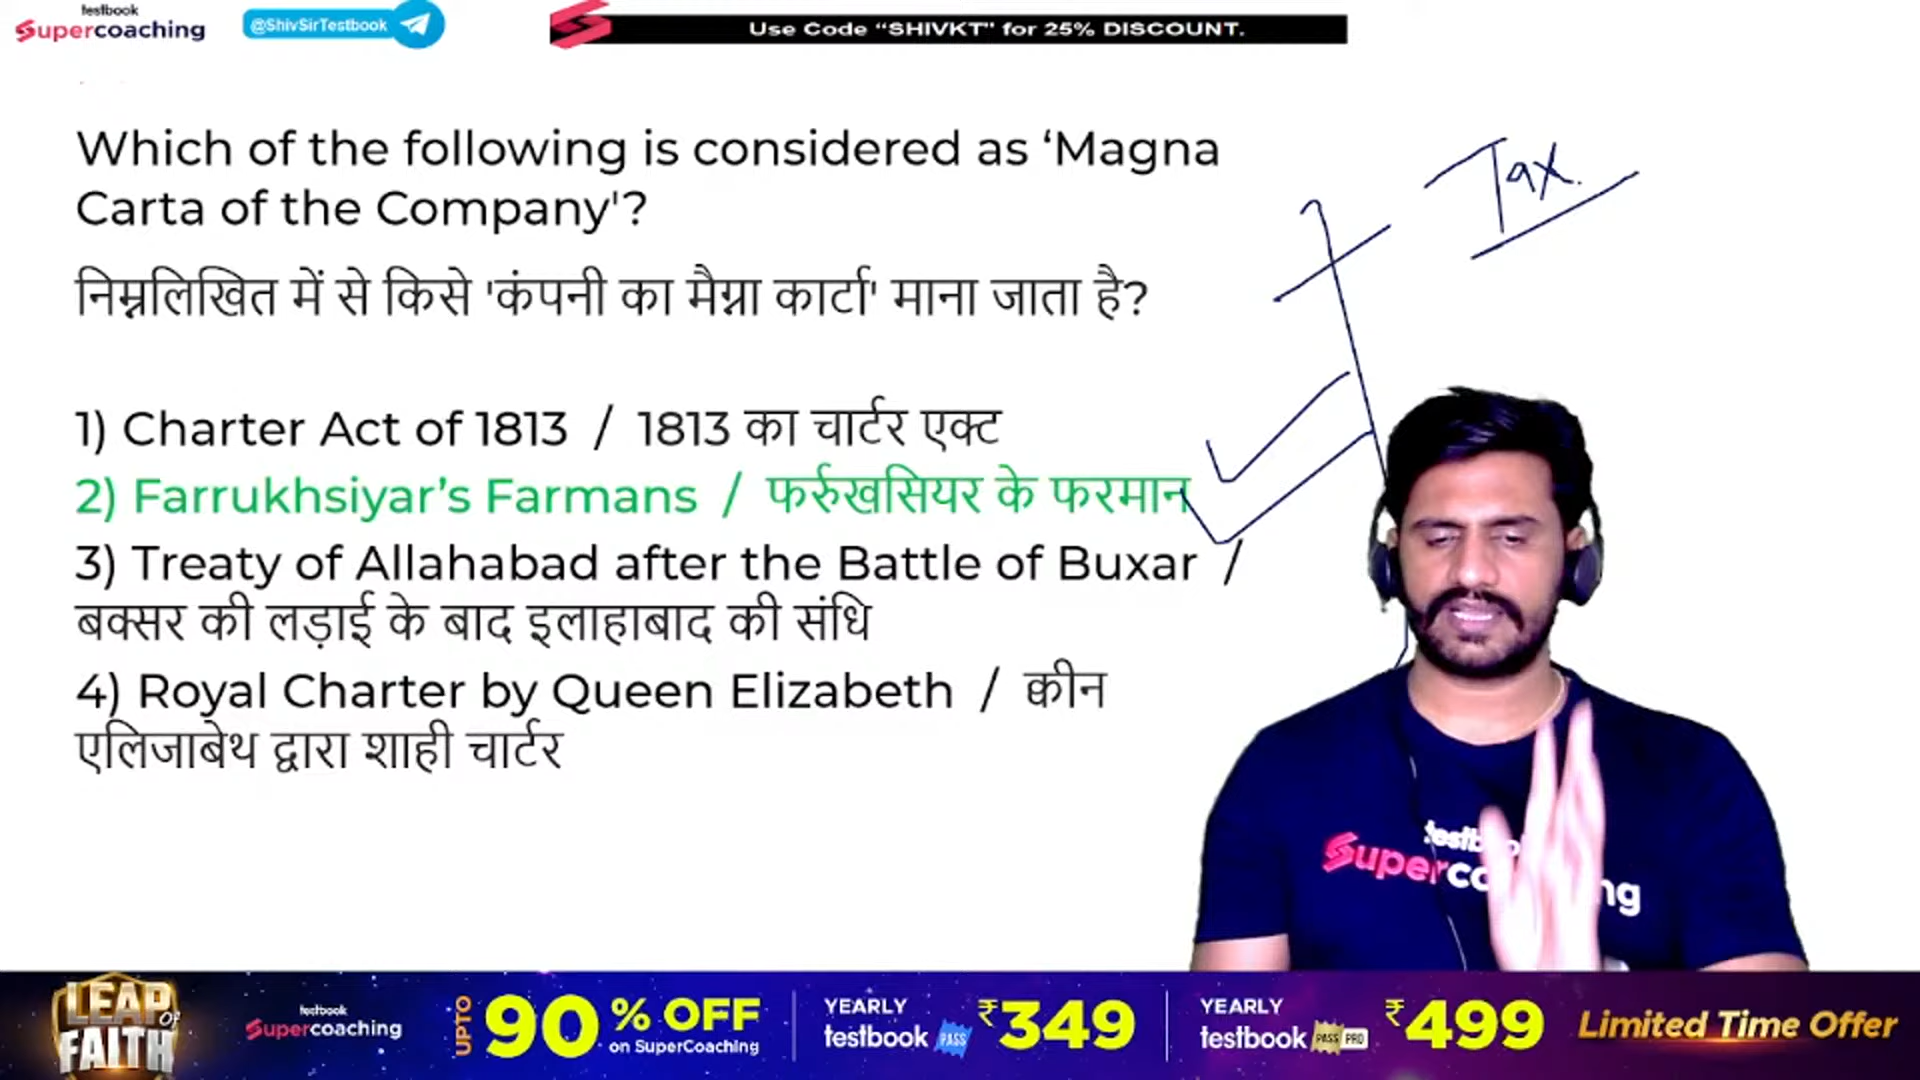 testbook
Supercoaching
@ShivSirTestbook
Use Code “SHIVKT” for 25% DISCOUNT.
Which of the following is considered as ‘Magna
Carta of the Company'?
निम्नलिखित में से किसे 'कंपनी का मैग्ना कार्टा' माना जाता है?
1) Charter Act of 1813 / 1813 का चार्टर एक्ट
2) Farrukhsiyar’s Farmans / फर्रुखसियर के फरमान
3) Treaty of Allahabad after the Battle of Buxar /
बक्सर की लड़ाई के बाद इलाहाबाद की संधि
4) Royal Charter by Queen Elizabeth / क्वीन
एलिजाबेथ द्वारा शाही चार्टर
Tax
LEAP OF
FAITH
testbook
Supercoaching
UPTO 90% OFF
on SuperCoaching
YEARLY
testbook PASS
₹349
YEARLY
testbook PASS PRO
₹499
Limited Time Offer